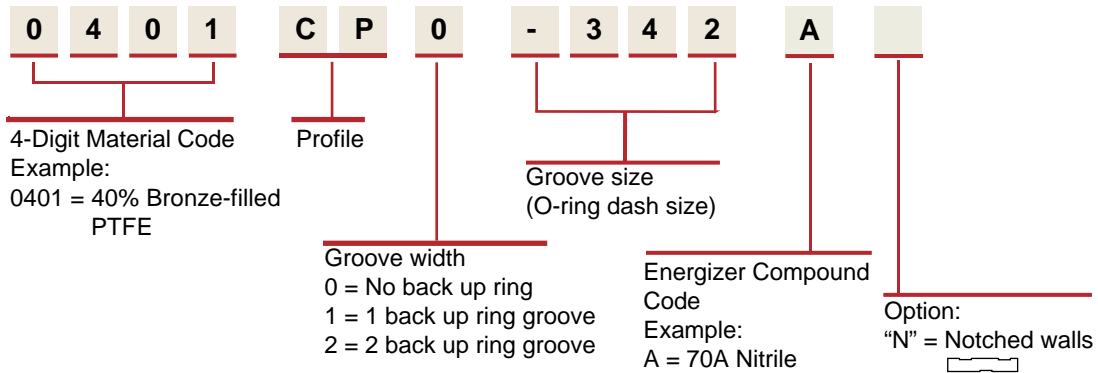 0 4 0 1 C P 0 - 3 4 2 A
4-Digit Material Code
Example:
0401 = 40% Bronze-filled
PTFE
Profile
Groove width
0 = No back up ring
1 = 1 back up ring groove
2 = 2 back up ring groove
Groove size
(O-ring dash size)
Energizer Compound
Code
Example:
A = 70A Nitrile
Option:
“N” = Notched walls